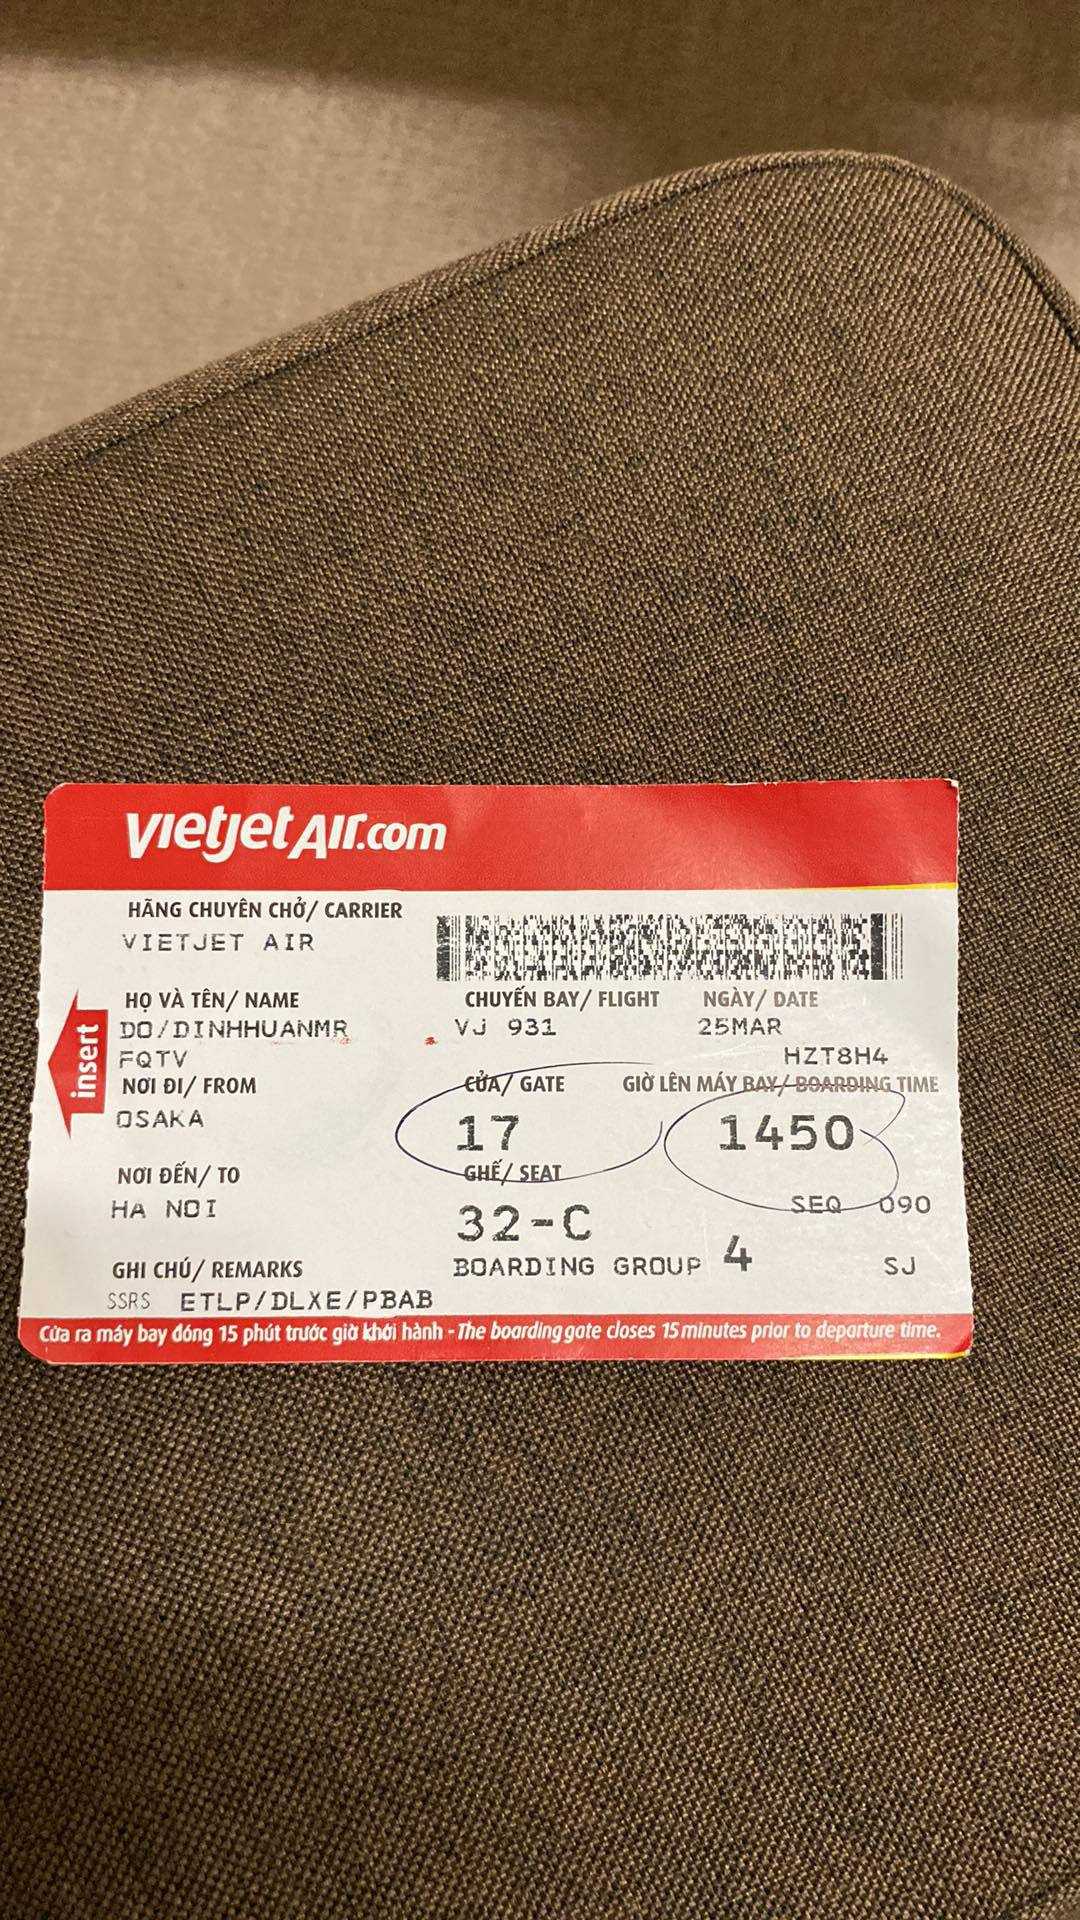 vietjetAir.com
HÃNG CHUYÊN CHỞ/ CARRIER
VIETJET AIR
HỌ VÀ TÊN/ NAME
CHUYẾN BAY/ FLIGHT
NGÀY/ DATE
DO/DINHHUANMR
VJ 931
25MAR
FQTV
HZT8H4
insert
NƠI ĐI/ FROM
CỬA/ GATE
GIỜ LÊN MÁY BAY/ BOARDING TIME
OSAKA
17
1450
NƠI ĐẾN/ TO
GHẾ/ SEAT
HA NOI
32-C
SEQ 090
GHI CHÚ/ REMARKS
BOARDING GROUP 4
SJ
SSRS ETLP/DLXE/PBAB
Cửa ra máy bay đóng 15 phút trước giờ khởi hành - The boarding gate closes 15 minutes prior to departure time.